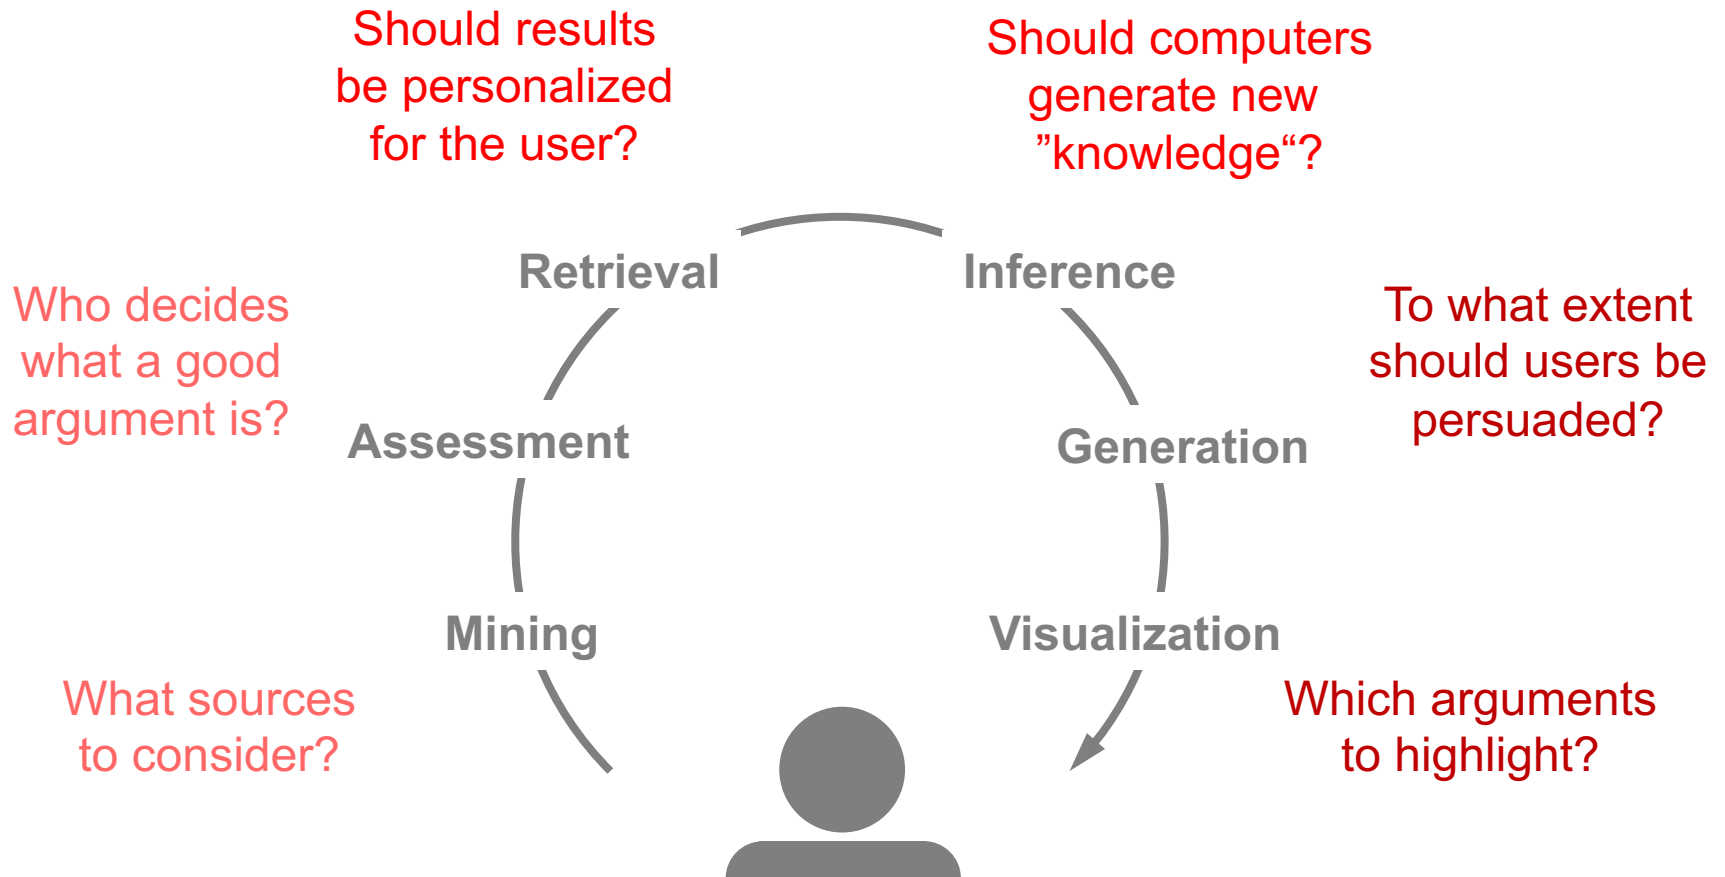 Should results
be personalized
for the user?
Should computers
generate new
”knowledge“?
Retrieval
Inference
Who decides
what a good
argument is?
To what extent
should users be
persuaded?
Assessment
Generation
Mining
Visualization
What sources
to consider?
Which arguments
to highlight?